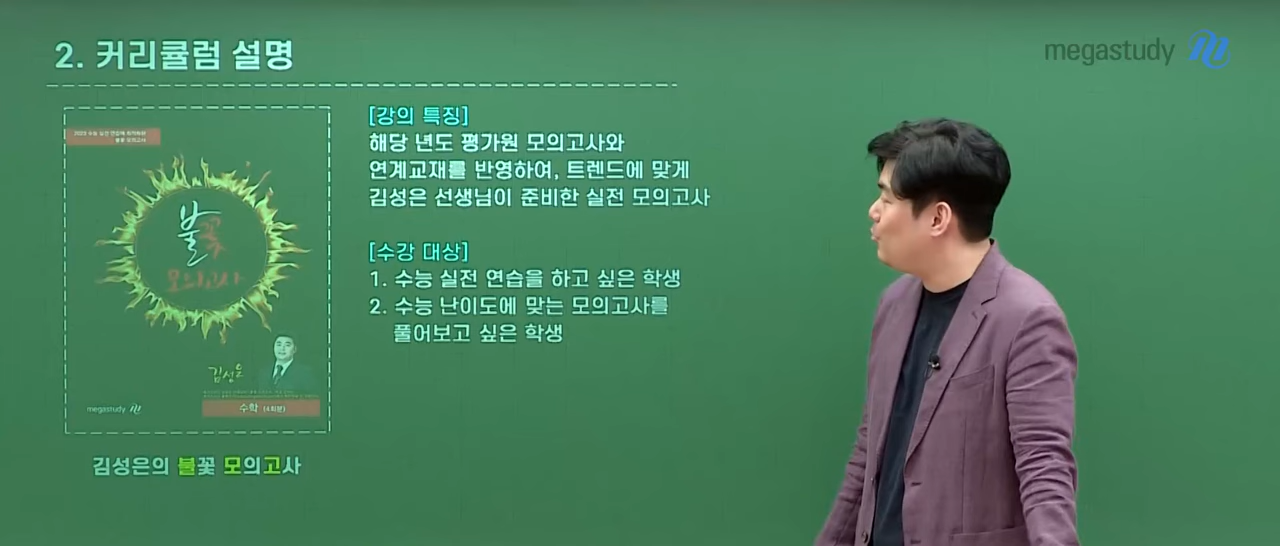 2. 커리큘럼 설명
megastudy
[강의 특징]
해당 년도 평가원 모의고사와
연계교재를 반영하여, 트렌드에 맞게
김성은 선생님이 준비한 실전 모의고사
[수강 대상]
1. 수능 실전 연습을 하고 싶은 학생
2. 수능 난이도에 맞는 모의고사를
풀어보고 싶은 학생
불꽃
모의고사
김성은
megastudy
수학 (4회분)
김성은의 불꽃 모의고사